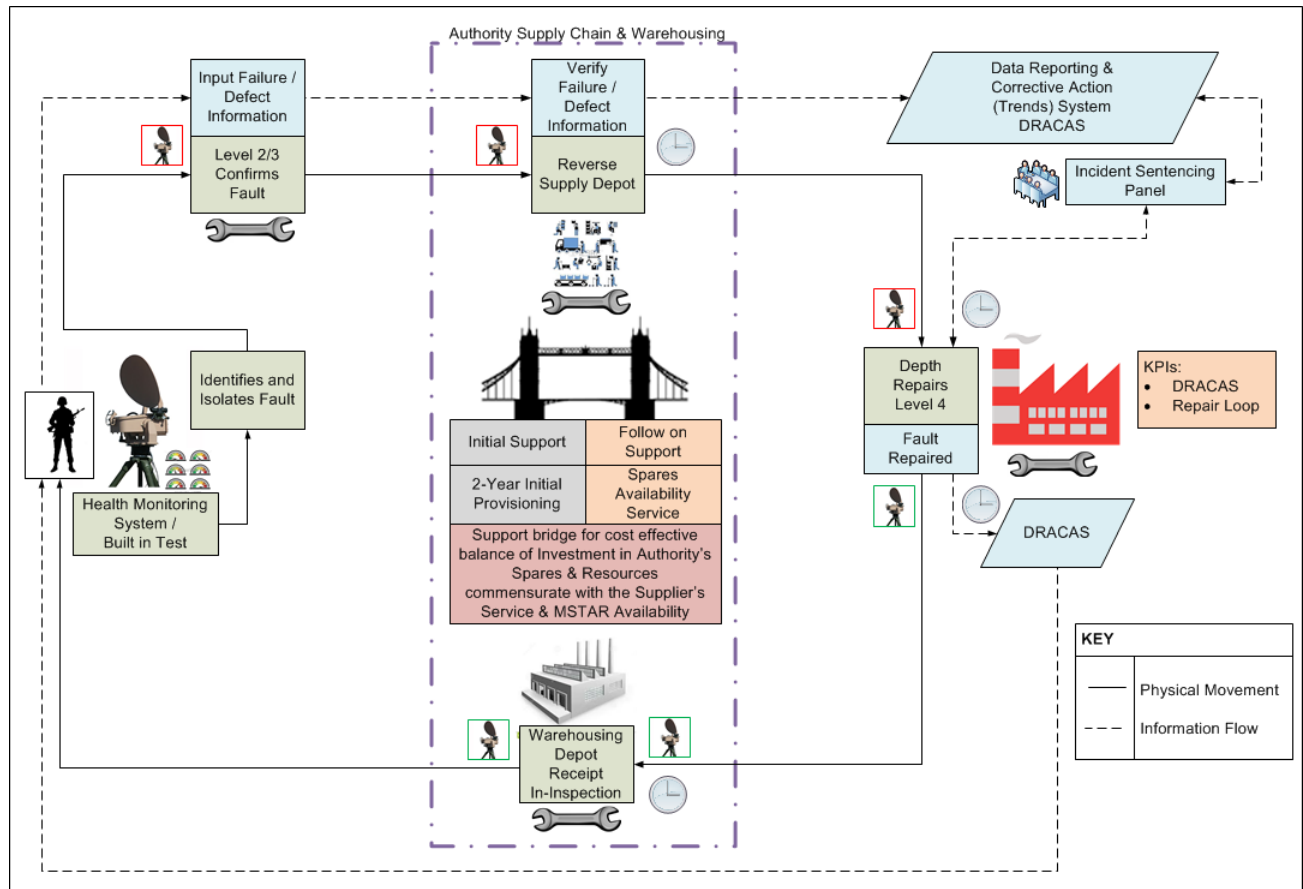 Authority Supply Chain & Warehousing
Input Failure /
Defect
Information
Level 2/3
Confirms
Fault
Verify
Failure /
Defect
Information
Reverse
Supply Depot
Data Reporting &
Corrective Action
(Trends) System
DRACAS
Incident Sentencing
Panel
Identifies and
Isolates Fault
Health Monitoring
System /
Built in Test
Initial Support
Follow on
Support
2-Year Initial
Provisioning
Spares
Availability
Service
Support bridge for cost effective
balance of Investment in Authority's
Spares & Resources
commensurate with the Supplier's
Service & MSTAR Availability
Depth
Repairs
Level 4
Fault
Repaired
KPIs:
• DRACAS
• Repair Loop
DRACAS
Warehousing
Depot
Receipt
In-Inspection
KEY
Physical Movement
Information Flow